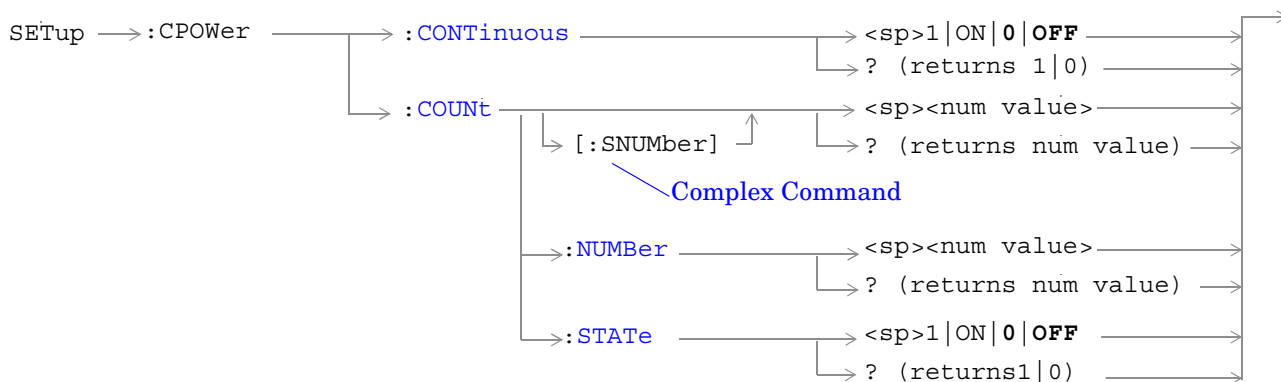 SETup :CPOWer :CONTinuous <sp>1|ON|0|OFF
? (returns 1|0)
:COUNt <sp><num value>
[:SNUMber] ? (returns num value)
Complex Command
:NUMBer <sp><num value>
? (returns num value)
:STATe <sp>1|ON|0|OFF
? (returns1|0)